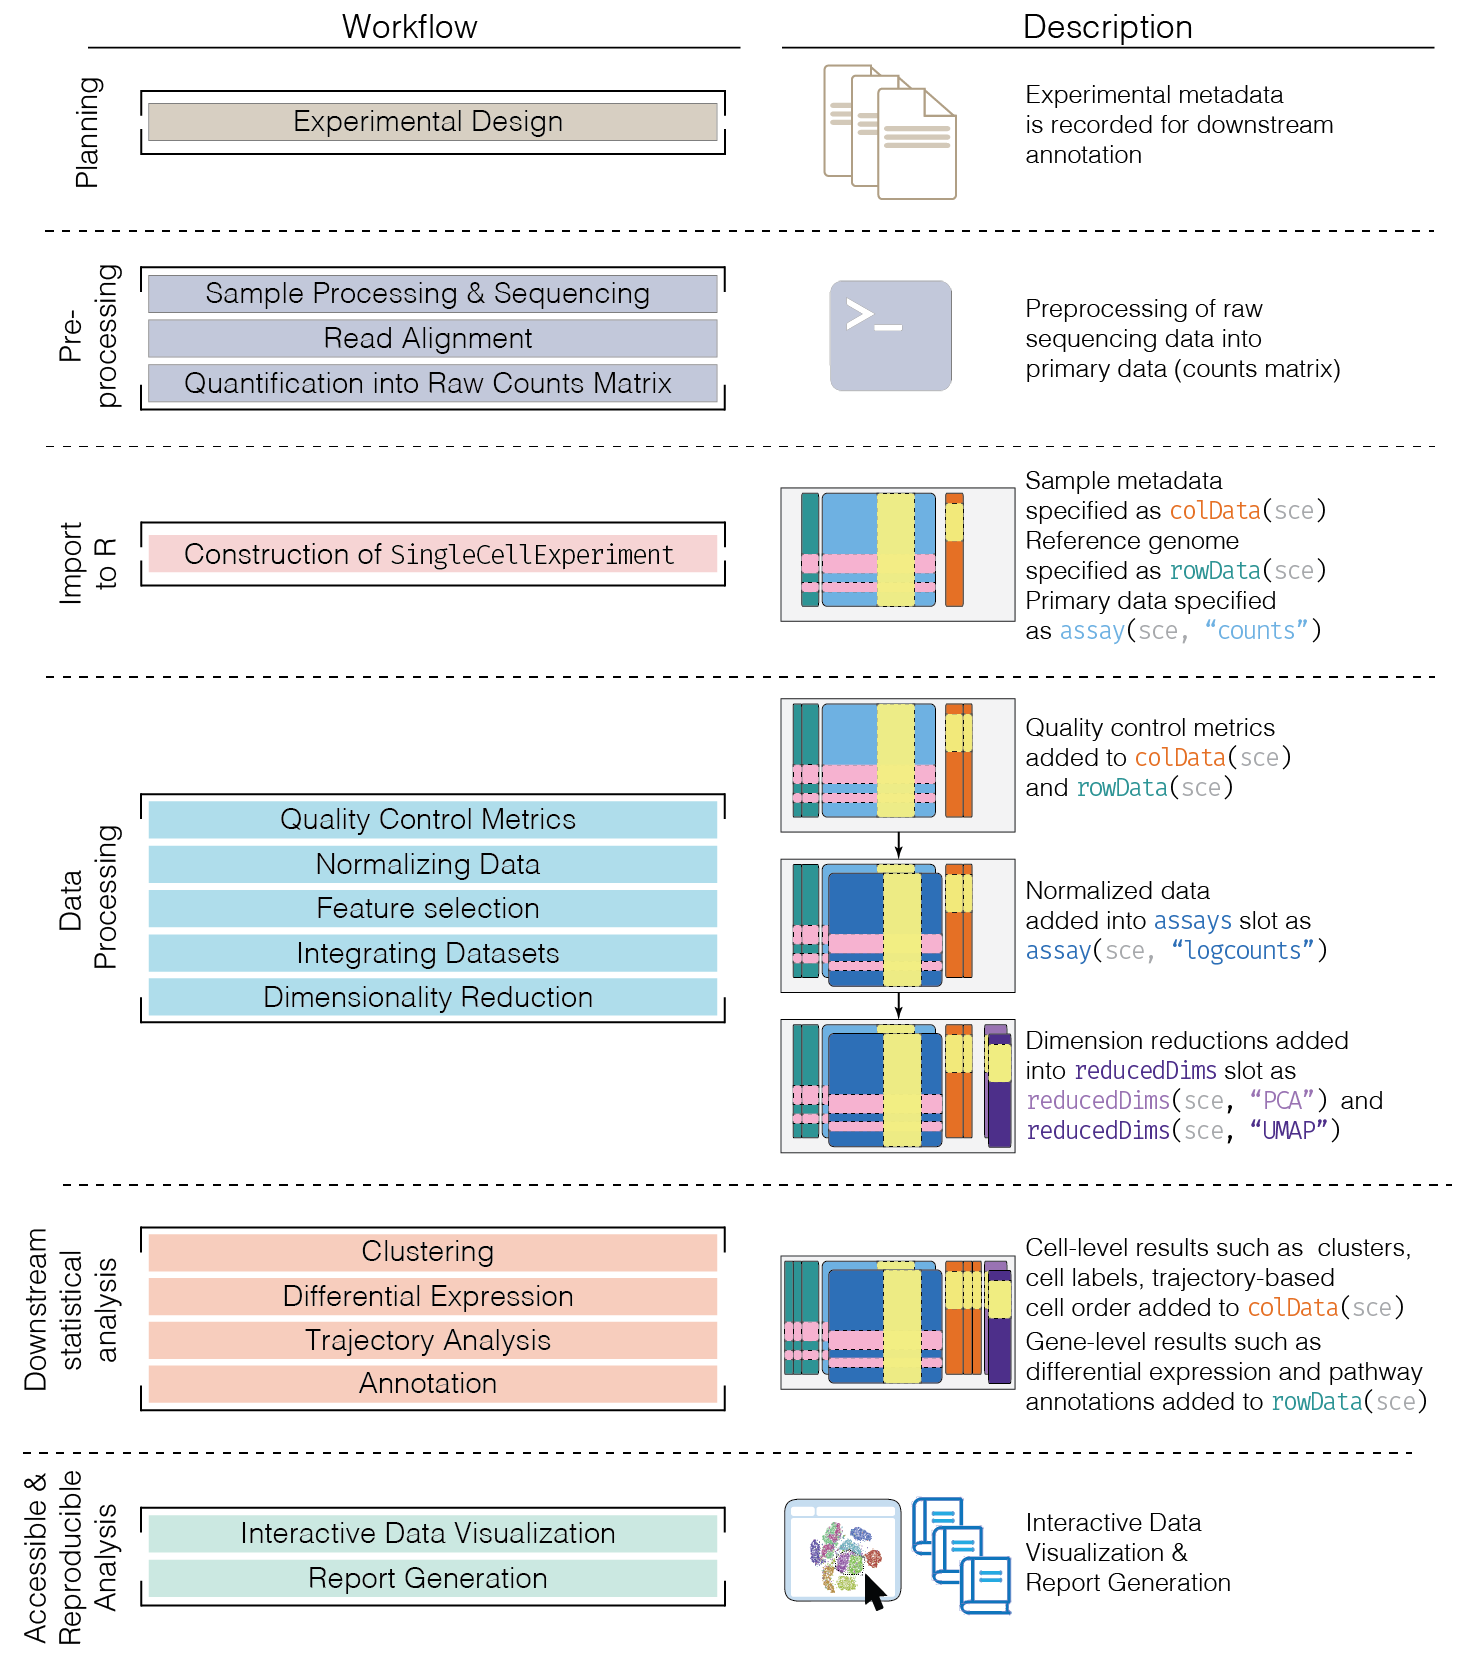 Workflow
Description
Planning
Experimental Design
Experimental metadata
is recorded for downstream
annotation
Pre-
processing
Sample Processing & Sequencing
Read Alignment
Quantification into Raw Counts Matrix
Preprocessing of raw
sequencing data into
primary data (counts matrix)
Import
to R
Construction of SingleCellExperiment
Sample metadata
specified as colData(sce)
Reference genome
specified as rowData(sce)
Primary data specified
as assay(sce, “counts”)
Data
Processing
Quality Control Metrics
Normalizing Data
Feature selection
Integrating Datasets
Dimensionality Reduction
Quality control metrics
added to colData(sce)
and rowData(sce)
Normalized data
added into assays slot as
assay(sce, “logcounts”)
Dimension reductions added
into reducedDims slot as
reducedDims(sce, “PCA”) and
reducedDims(sce, “UMAP”)
Downstream
statistical
analysis
Clustering
Differential Expression
Trajectory Analysis
Annotation
Cell-level results such as clusters,
cell labels, trajectory-based
cell order added to colData(sce)
Gene-level results such as
differential expression and pathway
annotations added to rowData(sce)
Accessible &
Reproducible
Analysis
Interactive Data Visualization
Report Generation
Interactive Data
Visualization &
Report Generation